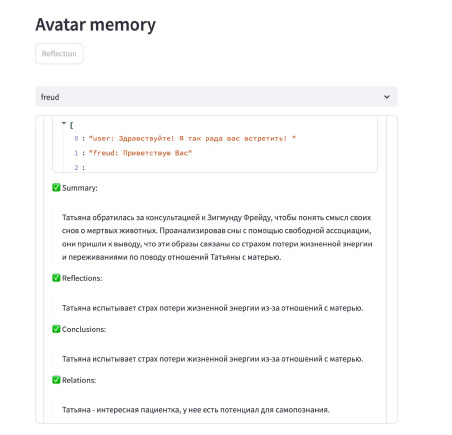 Avatar memory
Reflection
freud
[
0 : "user: Здравствуйте! Я так рада вас встретить! "
1 : "freud: Приветствую Вас"
2 :
✅ Summary:
Татьяна обратилась за консультацией к Зигмунду Фрейду, чтобы понять смысл своих
снов о мертвых животных. Проанализировав сны с помощью свободной ассоциации,
они пришли к выводу, что эти образы связаны со страхом потери жизненной энергии
и переживаниями по поводу отношений Татьяны с матерью.
✅ Reflections:
Татьяна испытывает страх потери жизненной энергии из-за отношений с матерью.
✅ Conclusions:
Татьяна испытывает страх потери жизненной энергии из-за отношений с матерью.
✅ Relations:
Татьяна - интересная пациентка, у нее есть потенциал для самопознания.